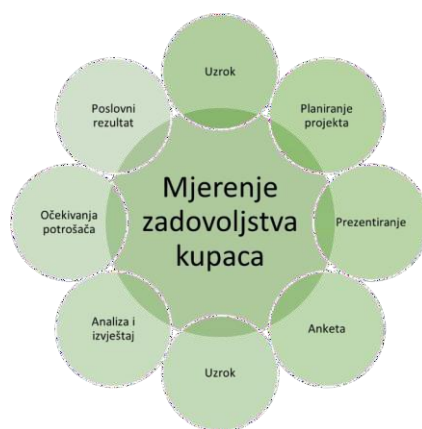 Uzrok
Planiranje
projekta
Prezentiranje
Anketa
Uzrok
Analiza i
izvještaj
Očekivanja
potrošača
Poslovni
rezultat
Mjerenje
zadovoljstva
kupaca